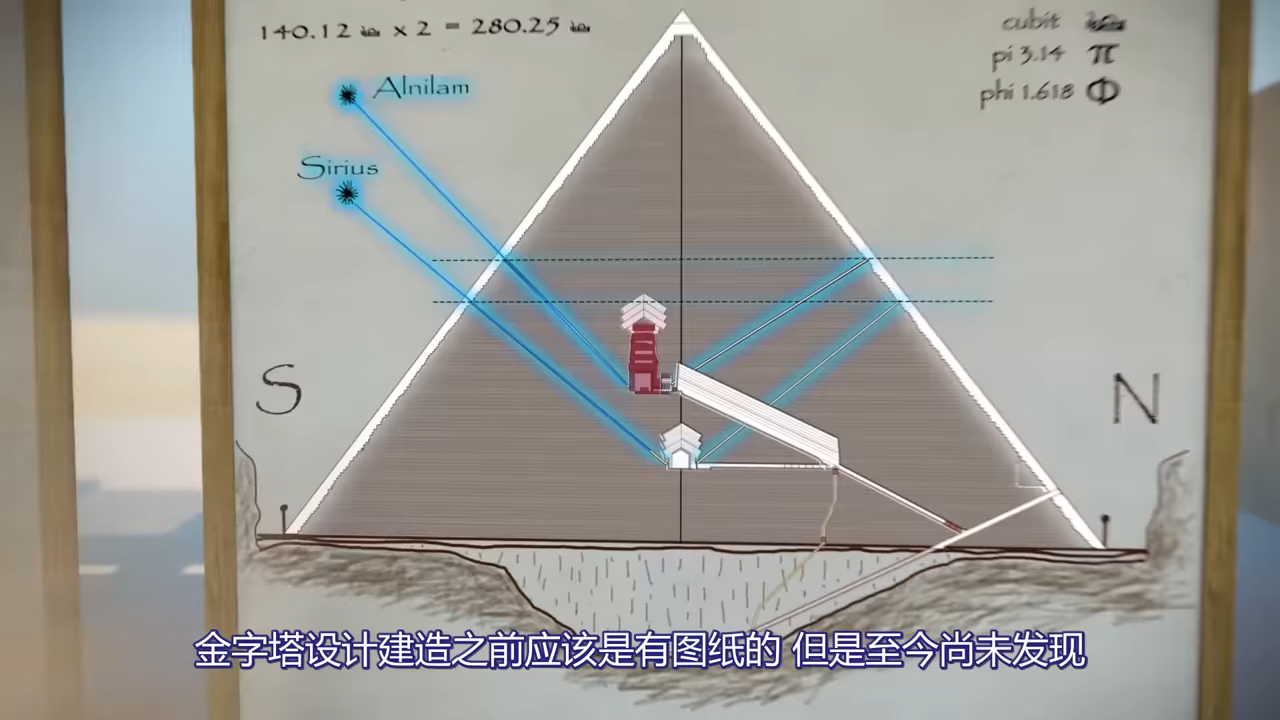 140.12 x 2 = 280.25
cubit
pi 3.14 π
phi 1.618 Φ
Alnilam
Sirius
S
N
金字塔设计建造之前应该是有图纸的 但是至今尚未发现